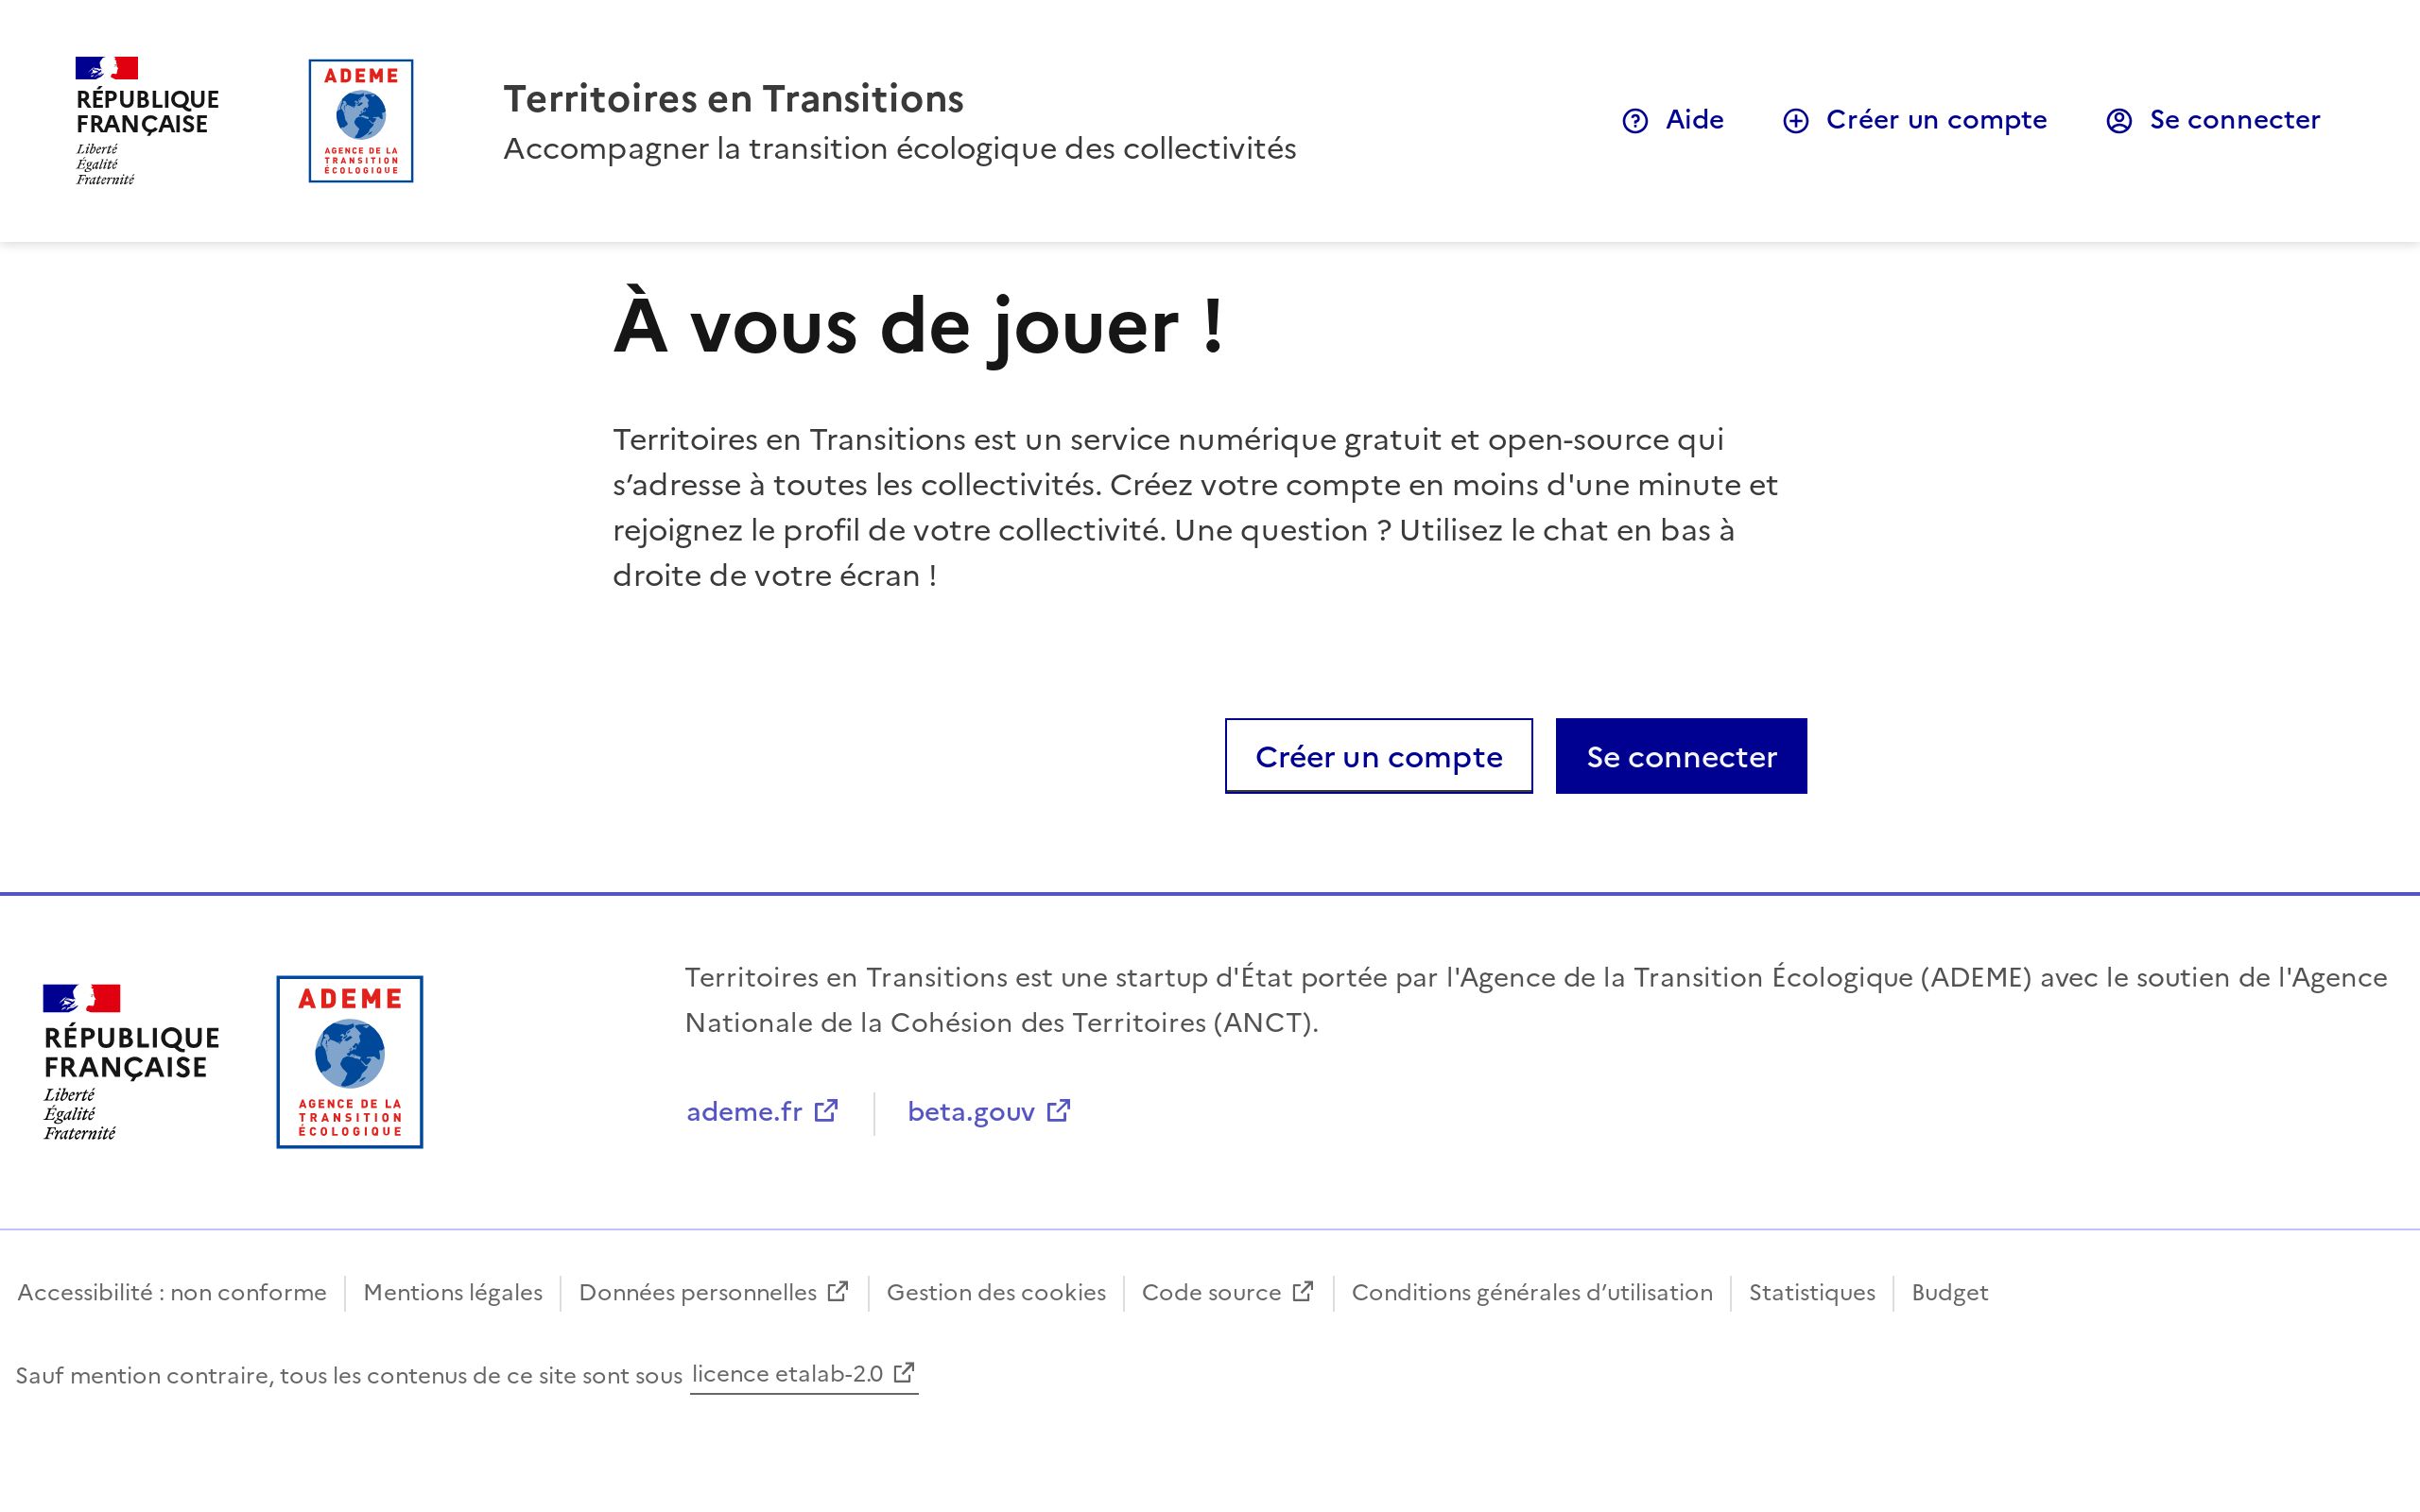 RÉPUBLIQUE
FRANÇAISE
Liberté
Égalité
Fraternité
ADEME
AGENCE DE LA
TRANSITION
ÉCOLOGIQUE
Territoires en Transitions
Accompagner la transition écologique des collectivités
Aide
Créer un compte
Se connecter
À vous de jouer !
Territoires en Transitions est un service numérique gratuit et open-source qui
s’adresse à toutes les collectivités. Créez votre compte en moins d'une minute et
rejoignez le profil de votre collectivité. Une question ? Utilisez le chat en bas à
droite de votre écran !
Créer un compte
Se connecter
RÉPUBLIQUE
FRANÇAISE
Liberté
Égalité
Fraternité
ADEME
AGENCE DE LA
TRANSITION
ÉCOLOGIQUE
Territoires en Transitions est une startup d'État portée par l'Agence de la Transition Écologique (ADEME) avec le soutien de l'Agence
Nationale de la Cohésion des Territoires (ANCT).
ademe.fr
beta.gouv
Accessibilité : non conforme
Mentions légales
Données personnelles
Gestion des cookies
Code source
Conditions générales d’utilisation
Statistiques
Budget
Sauf mention contraire, tous les contenus de ce site sont sous licence etalab-2.0